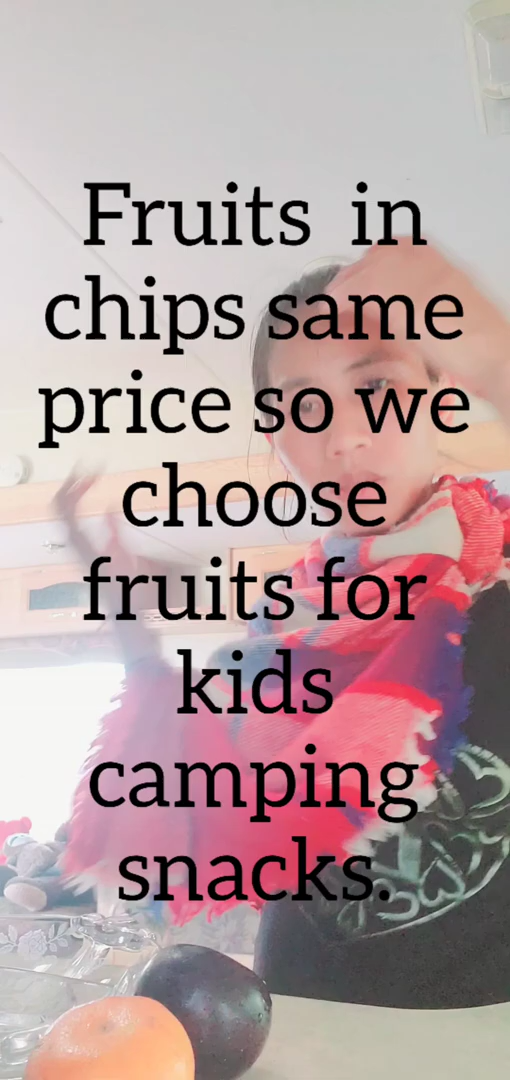 Fruits in
chips same
price so we
choose
fruits for
kids
camping
snacks.